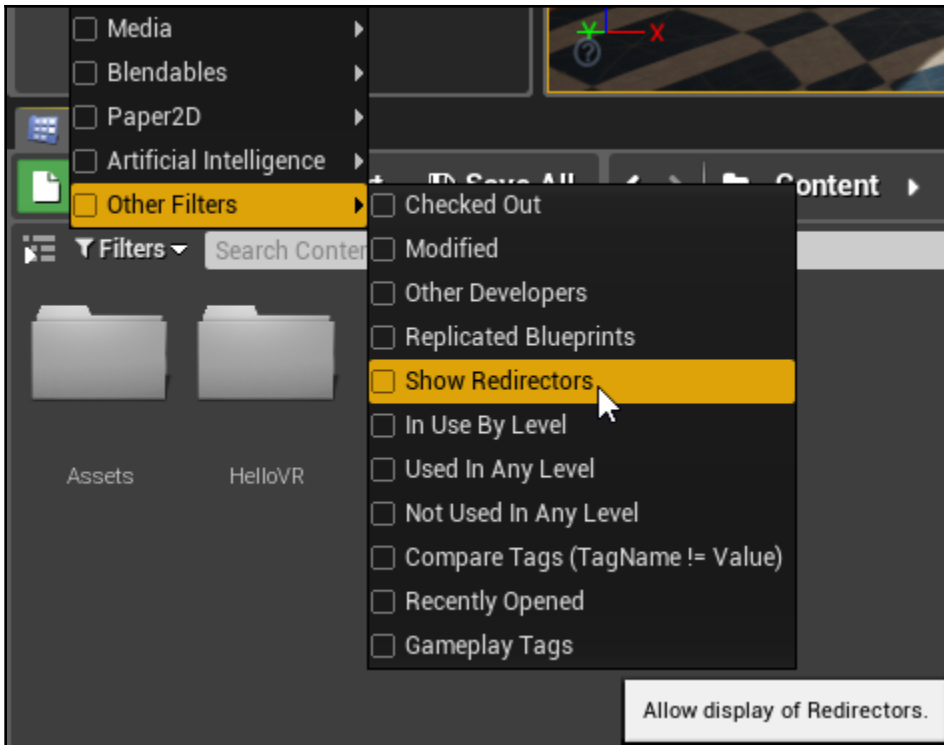 Media
Blendables
Paper2D
Artificial Intelligence
Other Filters
Save All
Content
Filters
Search Conten
Checked Out
Modified
Other Developers
Replicated Blueprints
Show Redirectors
In Use By Level
Used In Any Level
Not Used In Any Level
Compare Tags (TagName != Value)
Recently Opened
Gameplay Tags
Assets
HelloVR
Allow display of Redirectors.
Y
X
?